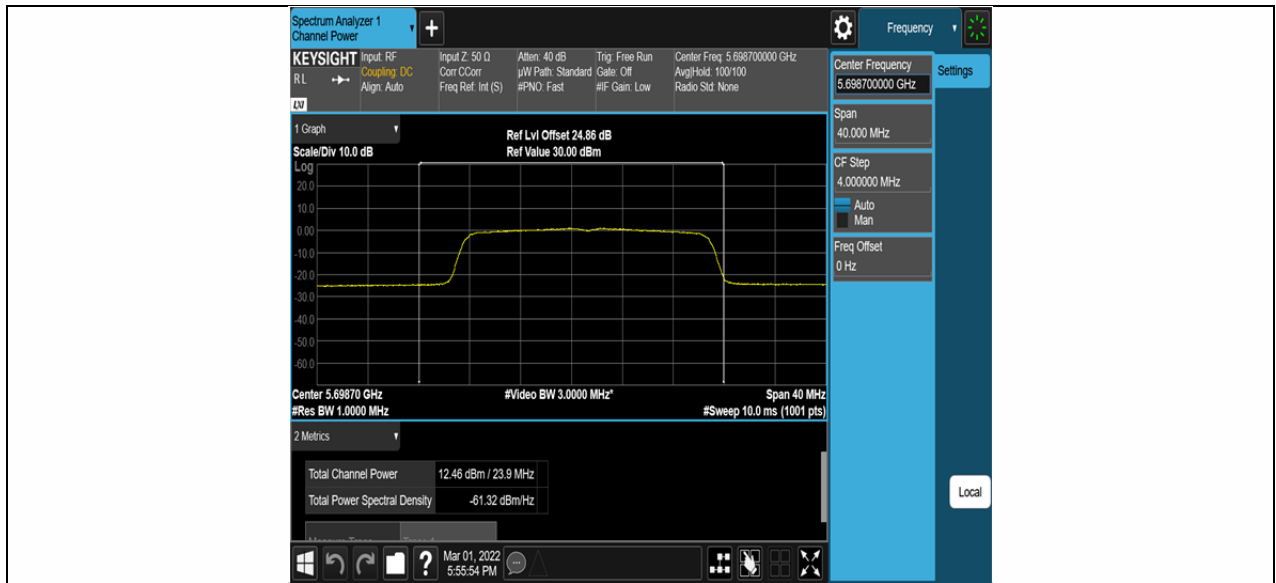 Spectrum Analyzer 1
Channel Power
+
Frequency
KEYSIGHT
RL
LXI
Input: RF
Coupling: DC
Align: Auto
Input Z: 50 Ω
Corr CCorr
Freq Ref: Int (S)
Atten: 40 dB
µW Path: Standard
#PNO: Fast
Trig: Free Run
Gate: Off
#IF Gain: Low
Center Freq: 5.698700000 GHz
Avg|Hold: 100/100
Radio Std: None
Center Frequency
5.698700000 GHz
Settings
Span
40.000 MHz
CF Step
4.000000 MHz
Auto
Man
Freq Offset
0 Hz
1 Graph
Scale/Div 10.0 dB
Ref Lvl Offset 24.86 dB
Ref Value 30.00 dBm
Log
20.0
10.0
0.00
-10.0
-20.0
-30.0
-40.0
-50.0
-60.0
Center 5.69870 GHz
#Res BW 1.0000 MHz
#Video BW 3.0000 MHz*
Span 40 MHz
#Sweep 10.0 ms (1001 pts)
2 Metrics
Total Channel Power 12.46 dBm / 23.9 MHz
Total Power Spectral Density -61.32 dBm/Hz
Local
?
Mar 01, 2022
5:55:54 PM